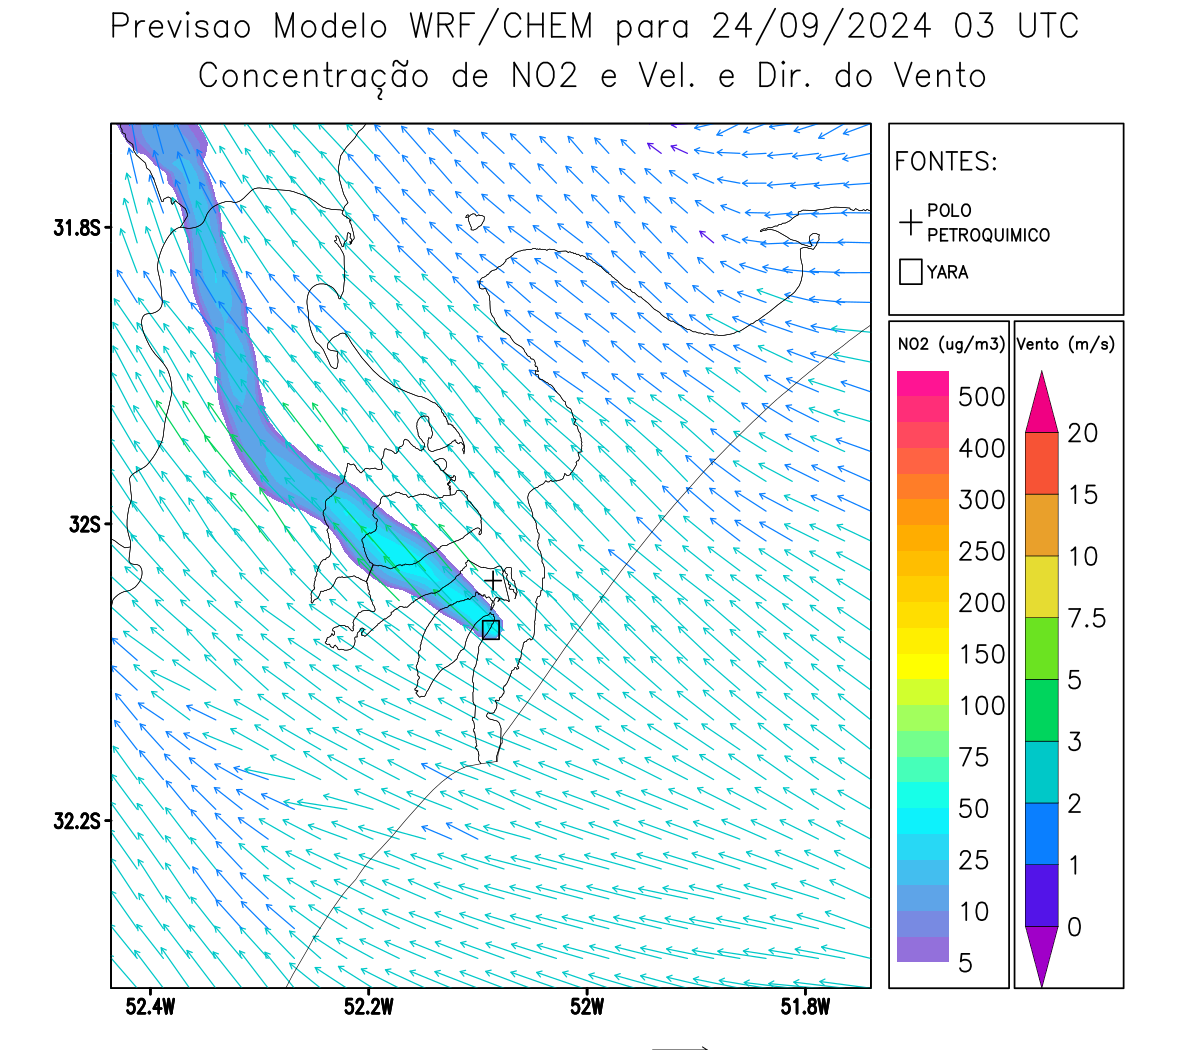 Previsao Modelo WRF/CHEM para 24/09/2024 03 UTC
Concentração de NO2 e Vel. e Dir. do Vento
FONTES:
POLO
PETROQUIMICO
YARA
31.8S
32S
32.2S
52.4W
52.2W
52W
51.8W
NO2 (ug/m3)
500
400
300
250
200
150
100
75
50
25
10
5
Vento (m/s)
20
15
10
7.5
5
3
2
1
0